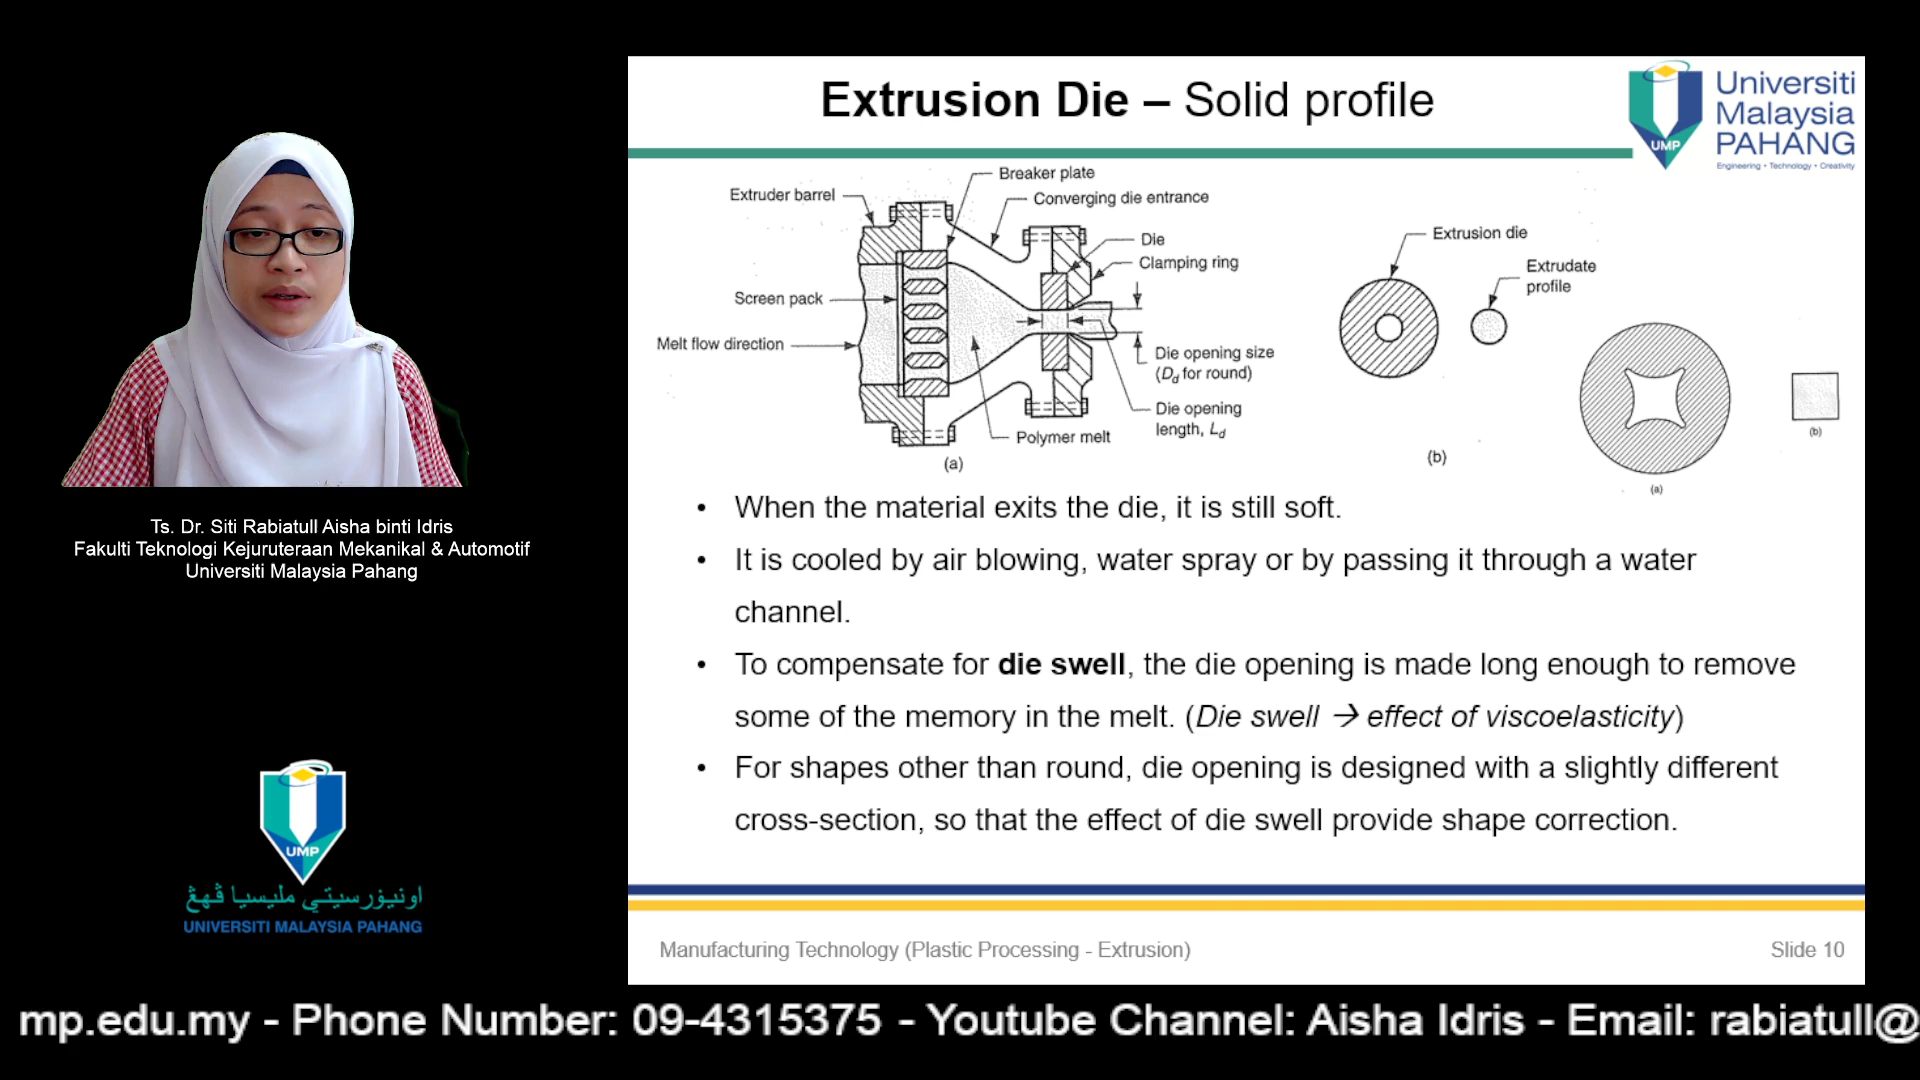 Extrusion Die – Solid profile
Universiti
Malaysia
PAHANG
Engineering • Technology • Creativity
UMP
Breaker plate
Extruder barrel
Converging die entrance
Die
Clamping ring
Screen pack
Melt flow direction
Die opening size
(Dd for round)
Die opening
length, Ld
Polymer melt
(a)
Extrusion die
Extrudate
profile
(b)
(b)
(a)
• When the material exits the die, it is still soft.
• It is cooled by air blowing, water spray or by passing it through a water
channel.
• To compensate for die swell, the die opening is made long enough to remove
some of the memory in the melt. (Die swell → effect of viscoelasticity)
• For shapes other than round, die opening is designed with a slightly different
cross-section, so that the effect of die swell provide shape correction.
Manufacturing Technology (Plastic Processing - Extrusion)
Slide 10
Ts. Dr. Siti Rabiatull Aisha binti Idris
Fakulti Teknologi Kejuruteraan Mekanikal & Automotif
Universiti Malaysia Pahang
UMP
اونيۏرسيتي مليسيا ڤهڠ
UNIVERSITI MALAYSIA PAHANG
mp.edu.my - Phone Number: 09-4315375 - Youtube Channel: Aisha Idris - Email: rabiatull@